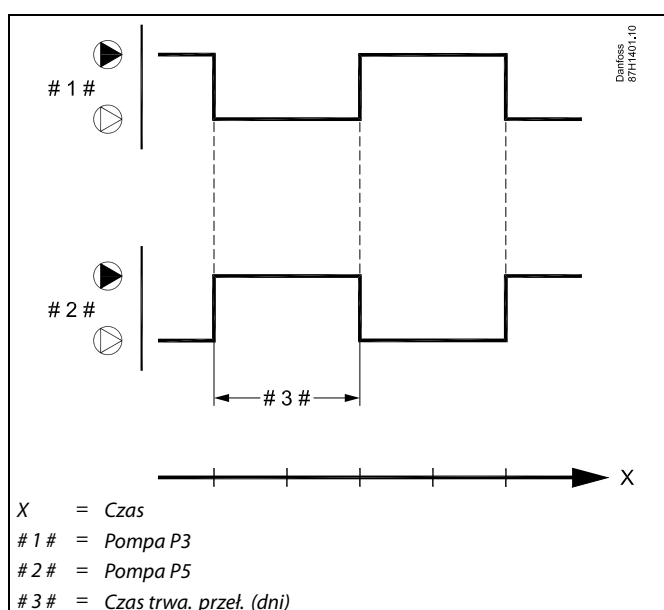 Danfoss
87H1401.10
# 1 #
# 2 #
# 3 #
X
X = Czas
# 1 # = Pompa P3
# 2 # = Pompa P5
# 3 # = Czas trwa. przeł. (dni)